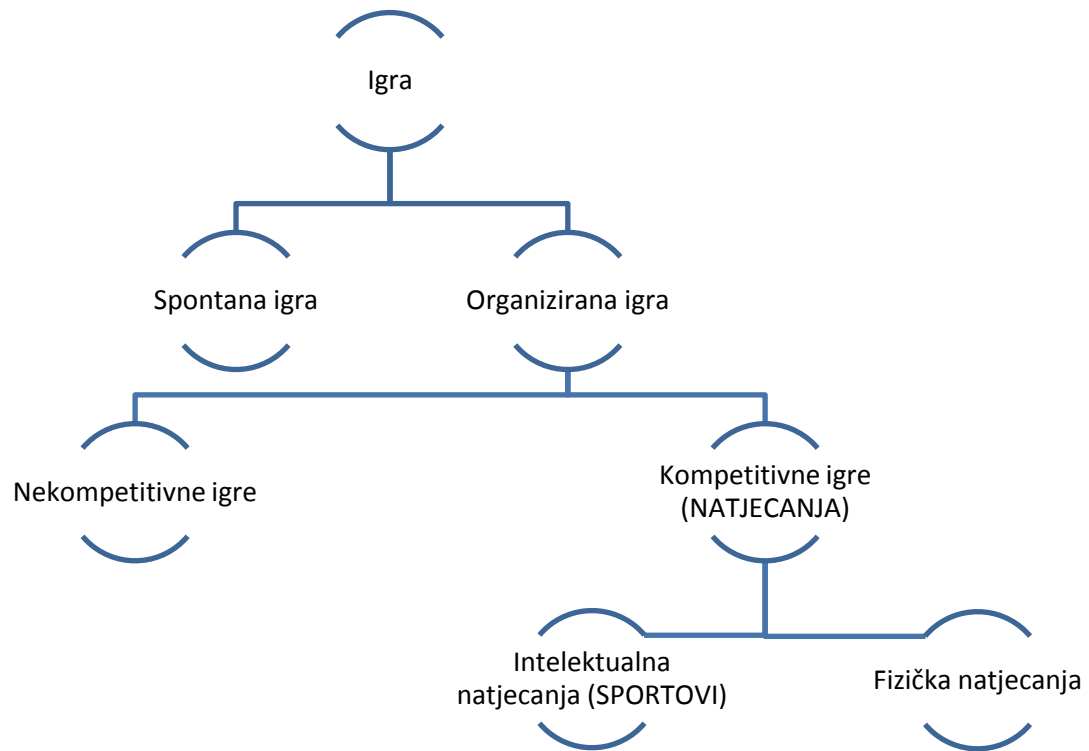 Igra
Spontana igra
Organizirana igra
Nekompetitivne igre
Kompetitivne igre
(NATJECANJA)
Intelektualna
natjecanja (SPORTOVI)
Fizička natjecanja